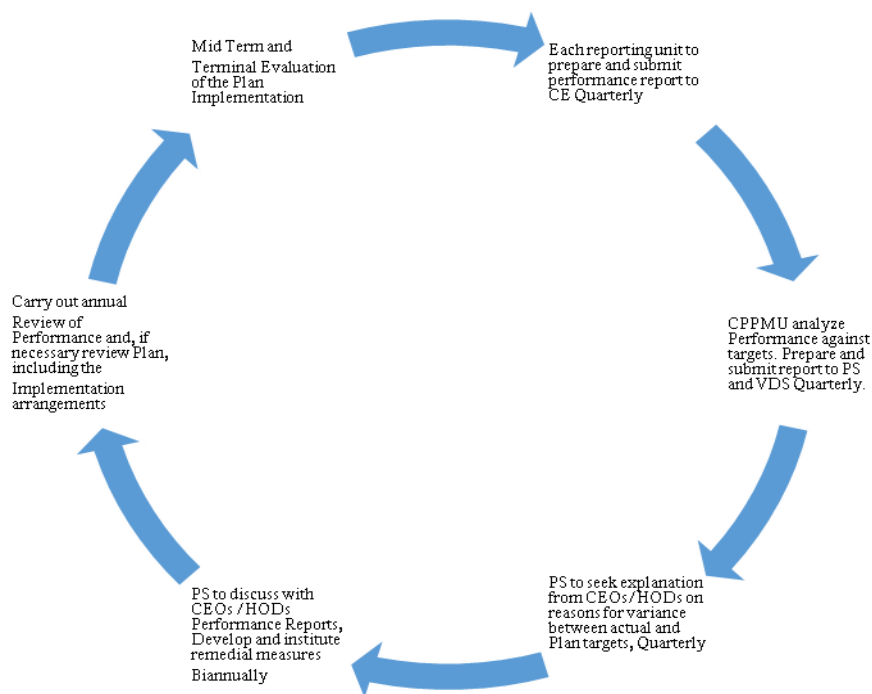 Mid Term and
Terminal Evaluation
of the Plan
Implementation
Each reporting unit to
prepare and submit
performance report to
CE Quarterly
CPPMU analyze
Performance against
targets. Prepare and
submit report to PS
and VDS Quarterly.
PS to seek explanation
from CEOs/HODs on
reasons for variance
between actual and
Plan targets, Quarterly
PS to discuss with
CEOs /HODs
Performance Reports,
Develop and institute
remedial measures
Biannually
Carry out annual
Review of
Performance and, if
necessary review Plan,
including the
Implementation
arrangements